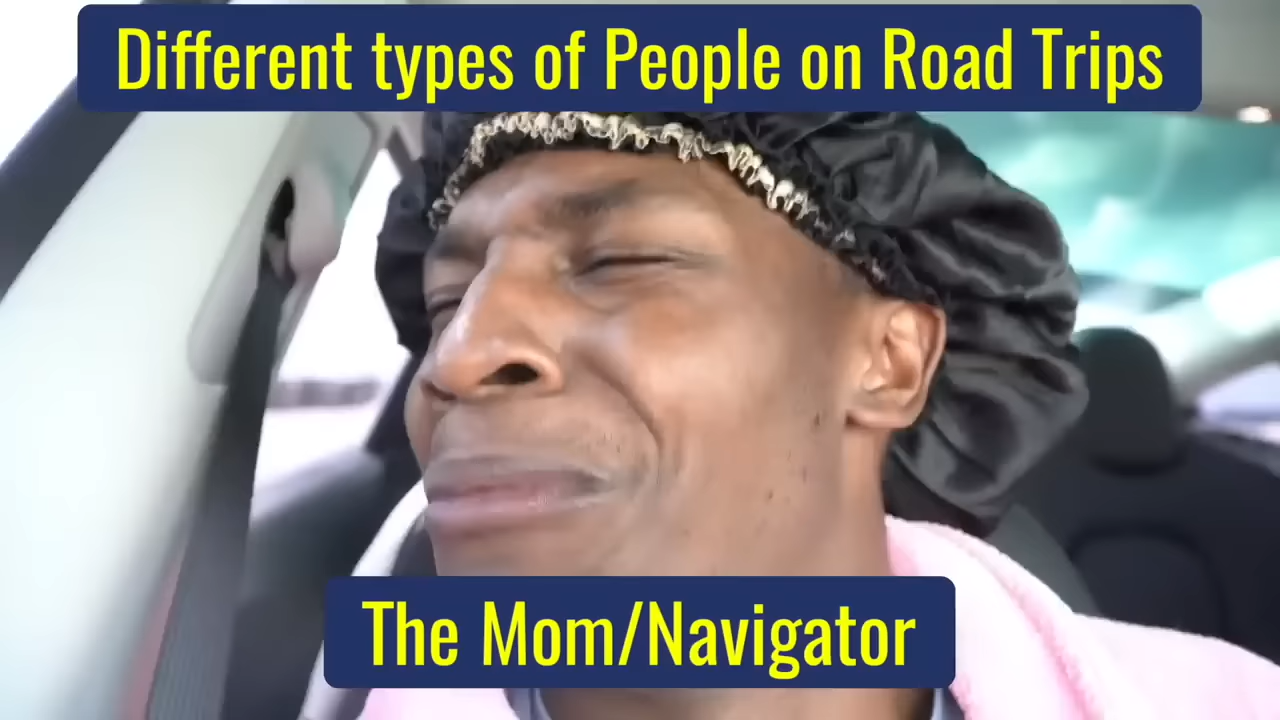 Different types of People on Road Trips
The Mom/Navigator